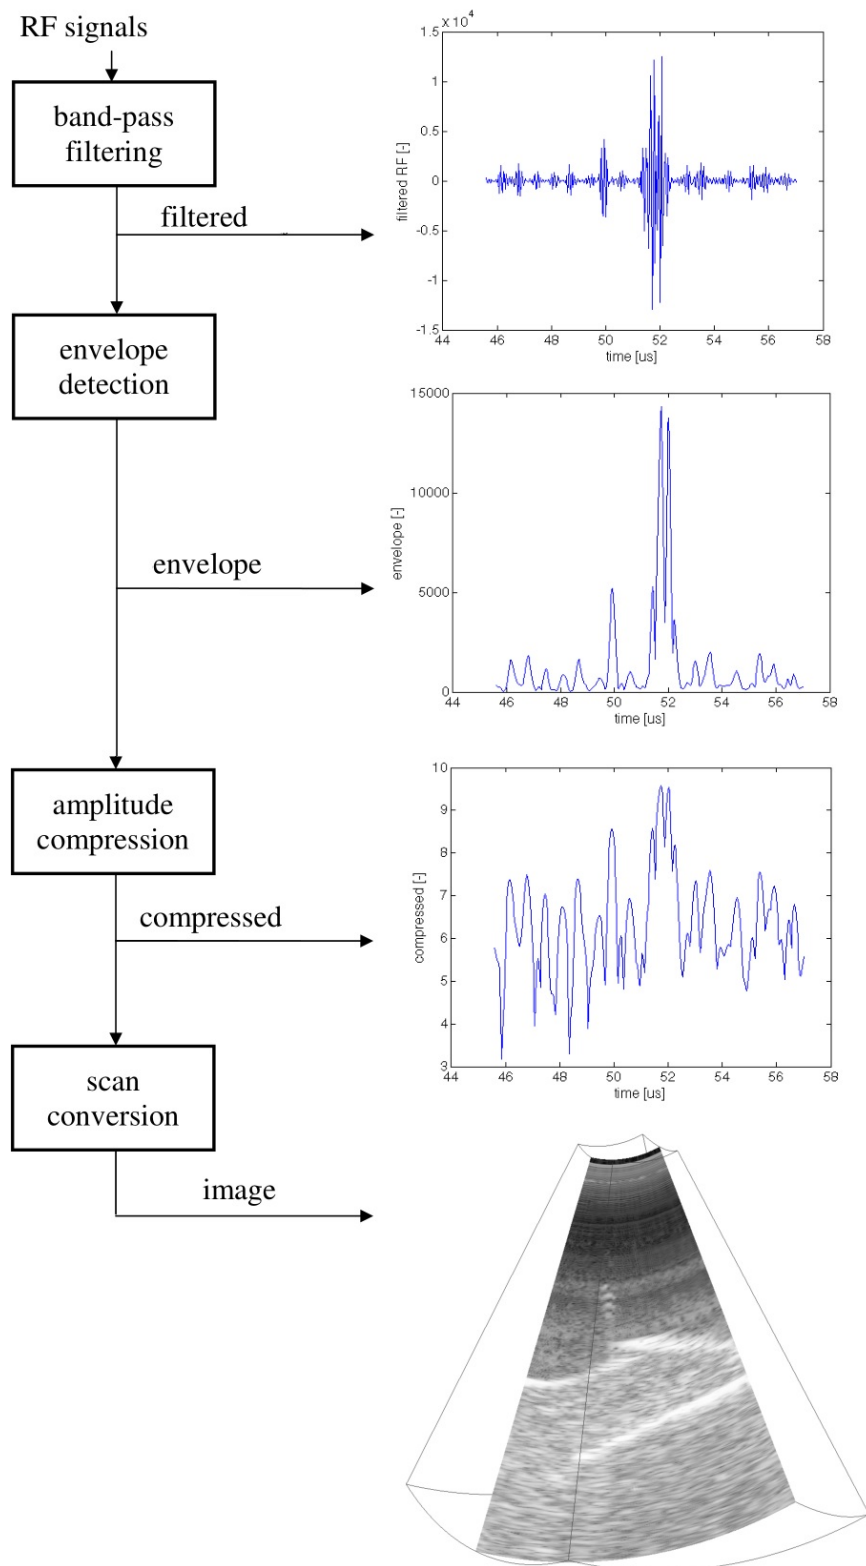 RF signals
band-pass
filtering
filtered
x 10^4
1.5
1
0.5
0
-0.5
-1
-1.5
filtered RF [-]
44 46 48 50 52 54 56 58
time [us]
envelope
detection
envelope
15000
10000
5000
0
envelope [-]
44 46 48 50 52 54 56 58
time [us]
amplitude
compression
compressed
10
9
8
7
6
5
4
3
compressed [-]
44 46 48 50 52 54 56 58
time [us]
scan
conversion
image